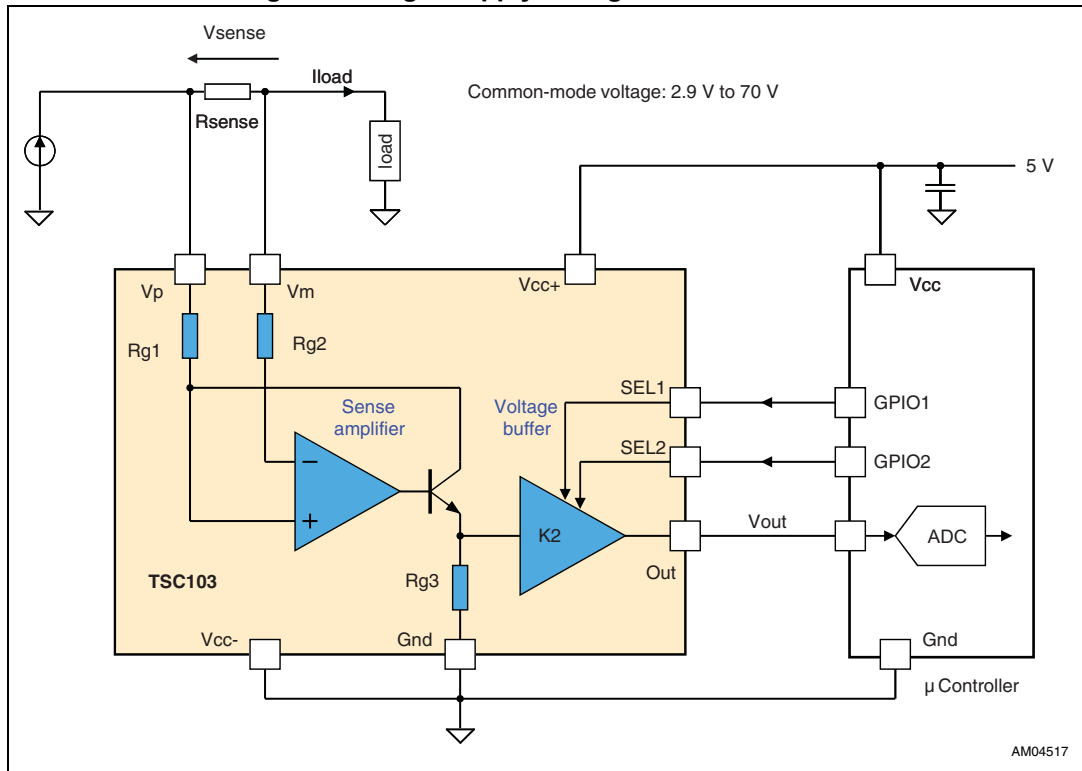 Vsense
Iload
Common-mode voltage: 2.9 V to 70 V
Rsense
load
5 V
Vp
Vm
Vcc+
Vcc
Rg1
Rg2
SEL1
GPIO1
Sense
amplifier
Voltage
buffer
SEL2
GPIO2
−
+
K2
Vout
ADC
Out
Rg3
TSC103
Vcc-
Gnd
Gnd
µ Controller
AM04517